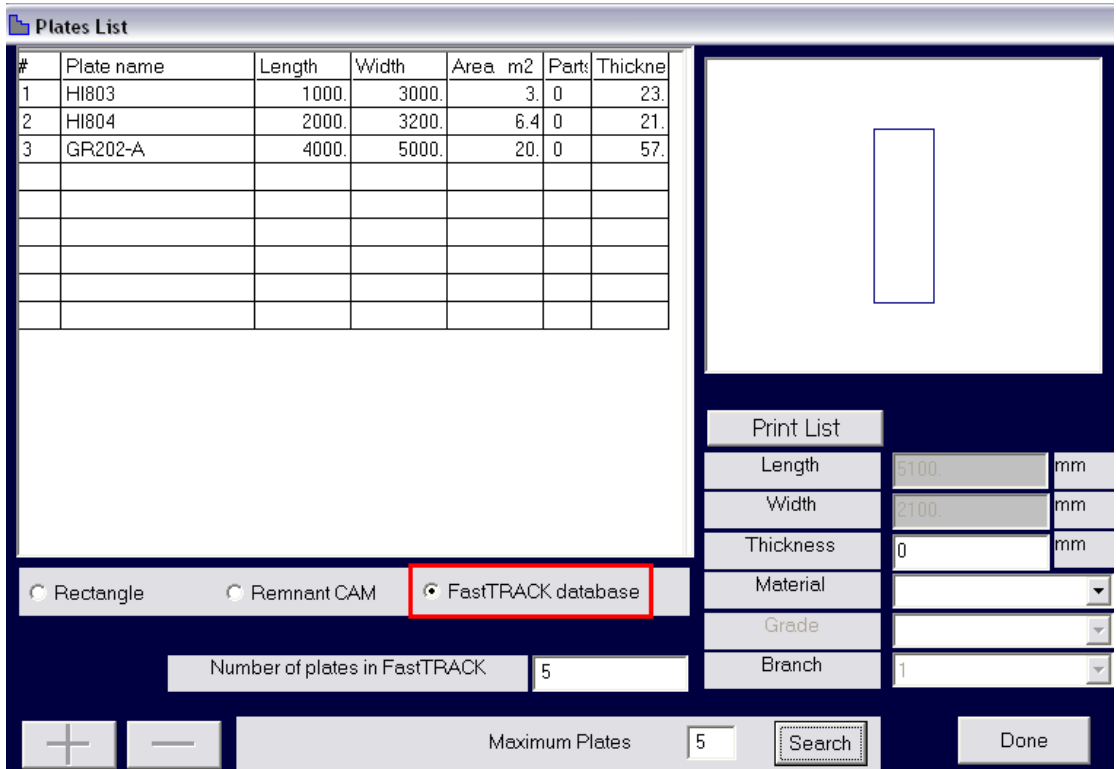 Plates List
# Plate name Length Width Area m2 Parts Thickne
1 HI803 1000. 3000. 3. 0 23.
2 HI804 2000. 3200. 6.4 0 21.
3 GR202-A 4000. 5000. 20. 0 57.
Print List
Length 5100. mm
Width 2100. mm
Thickness 0 mm
Rectangle Remnant CAM FastTRACK database
Material
Grade
Number of plates in FastTRACK 5
Branch 1
+ — Maximum Plates 5 Search Done